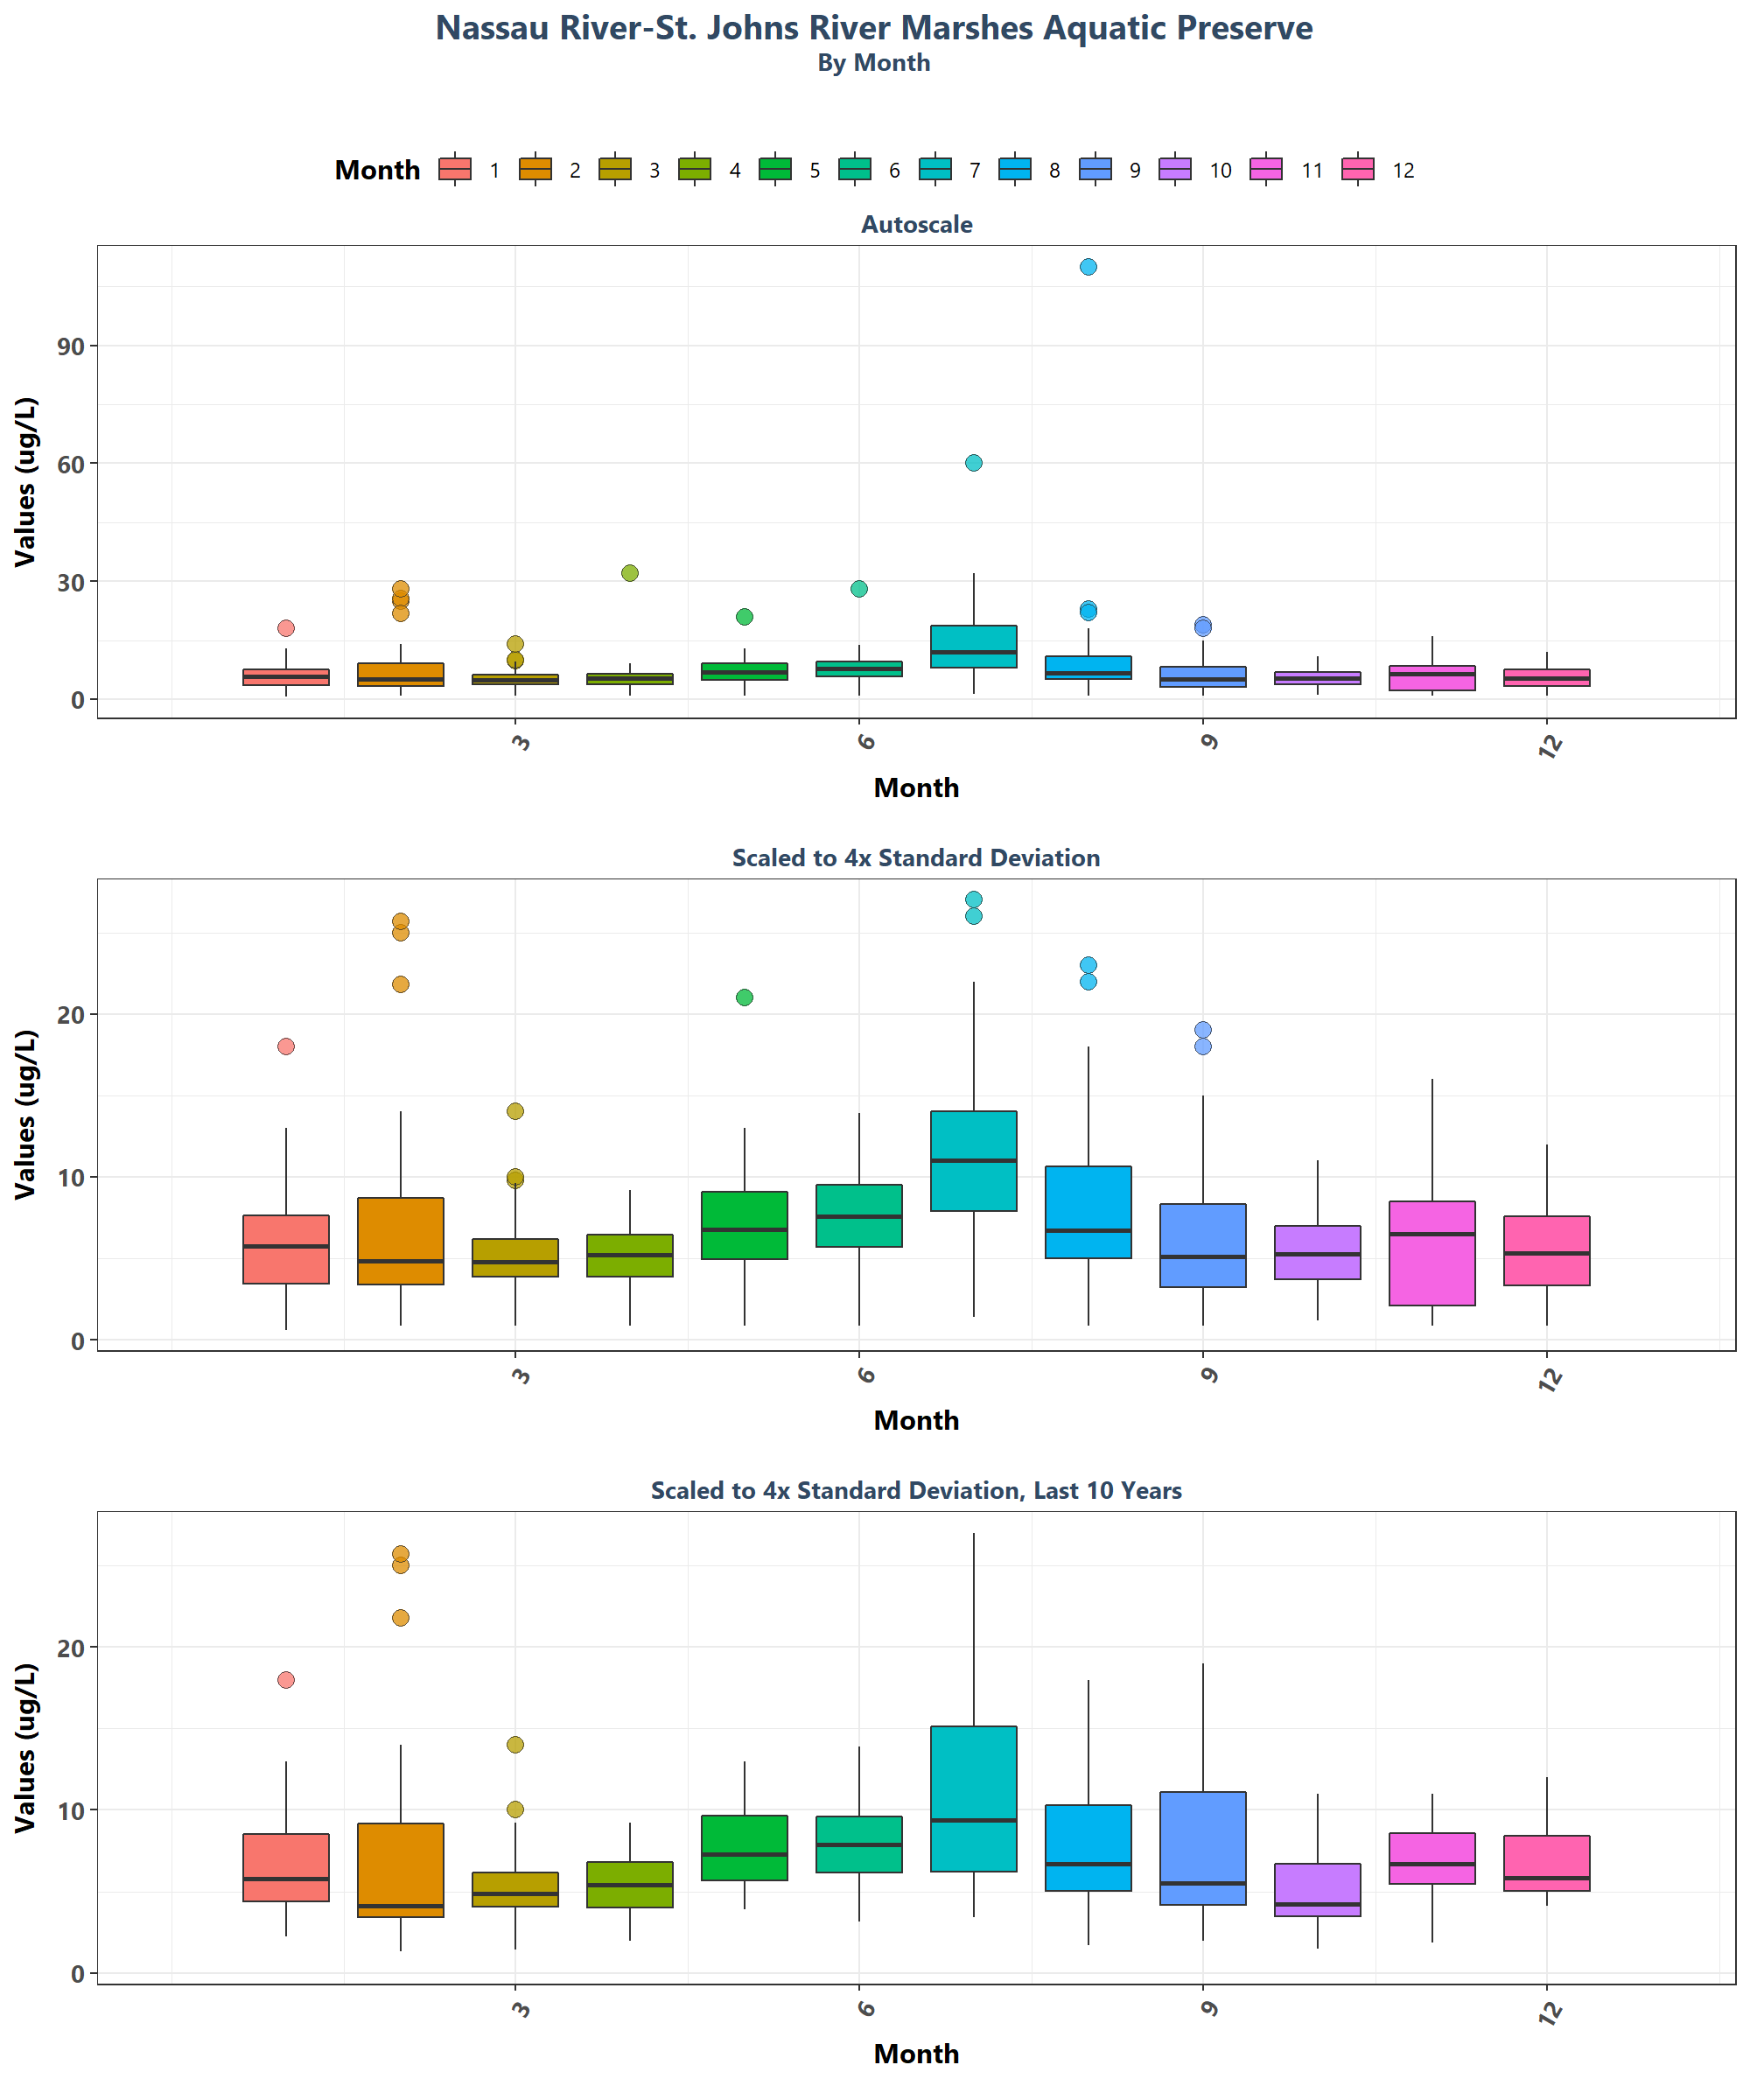 Nassau River-St. Johns River Marshes Aquatic Preserve
By Month
Month 1 2 3 4 5 6 7 8 9 10 11 12
Autoscale
Values (ug/L)
90
60
30
0
3 6 9 12
Month
Scaled to 4x Standard Deviation
Values (ug/L)
20
10
0
3 6 9 12
Month
Scaled to 4x Standard Deviation, Last 10 Years
Values (ug/L)
20
10
0
3 6 9 12
Month